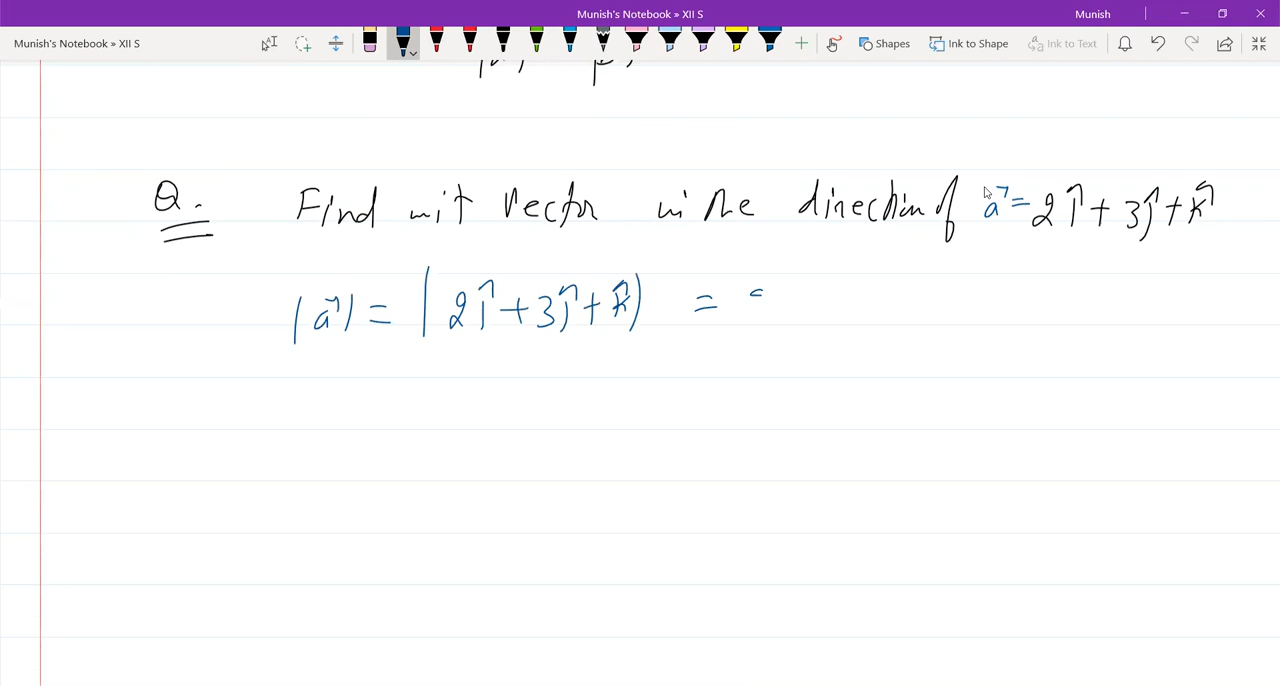 Munish's Notebook » XII S
Munish
Munish's Notebook » XII S
Shapes
Ink to Shape
Ink to Text
Q. Find unit vector in the direction of a⃗ = 2î + 3ĵ + k̂
|a⃗| = |2î + 3ĵ + k̂| =